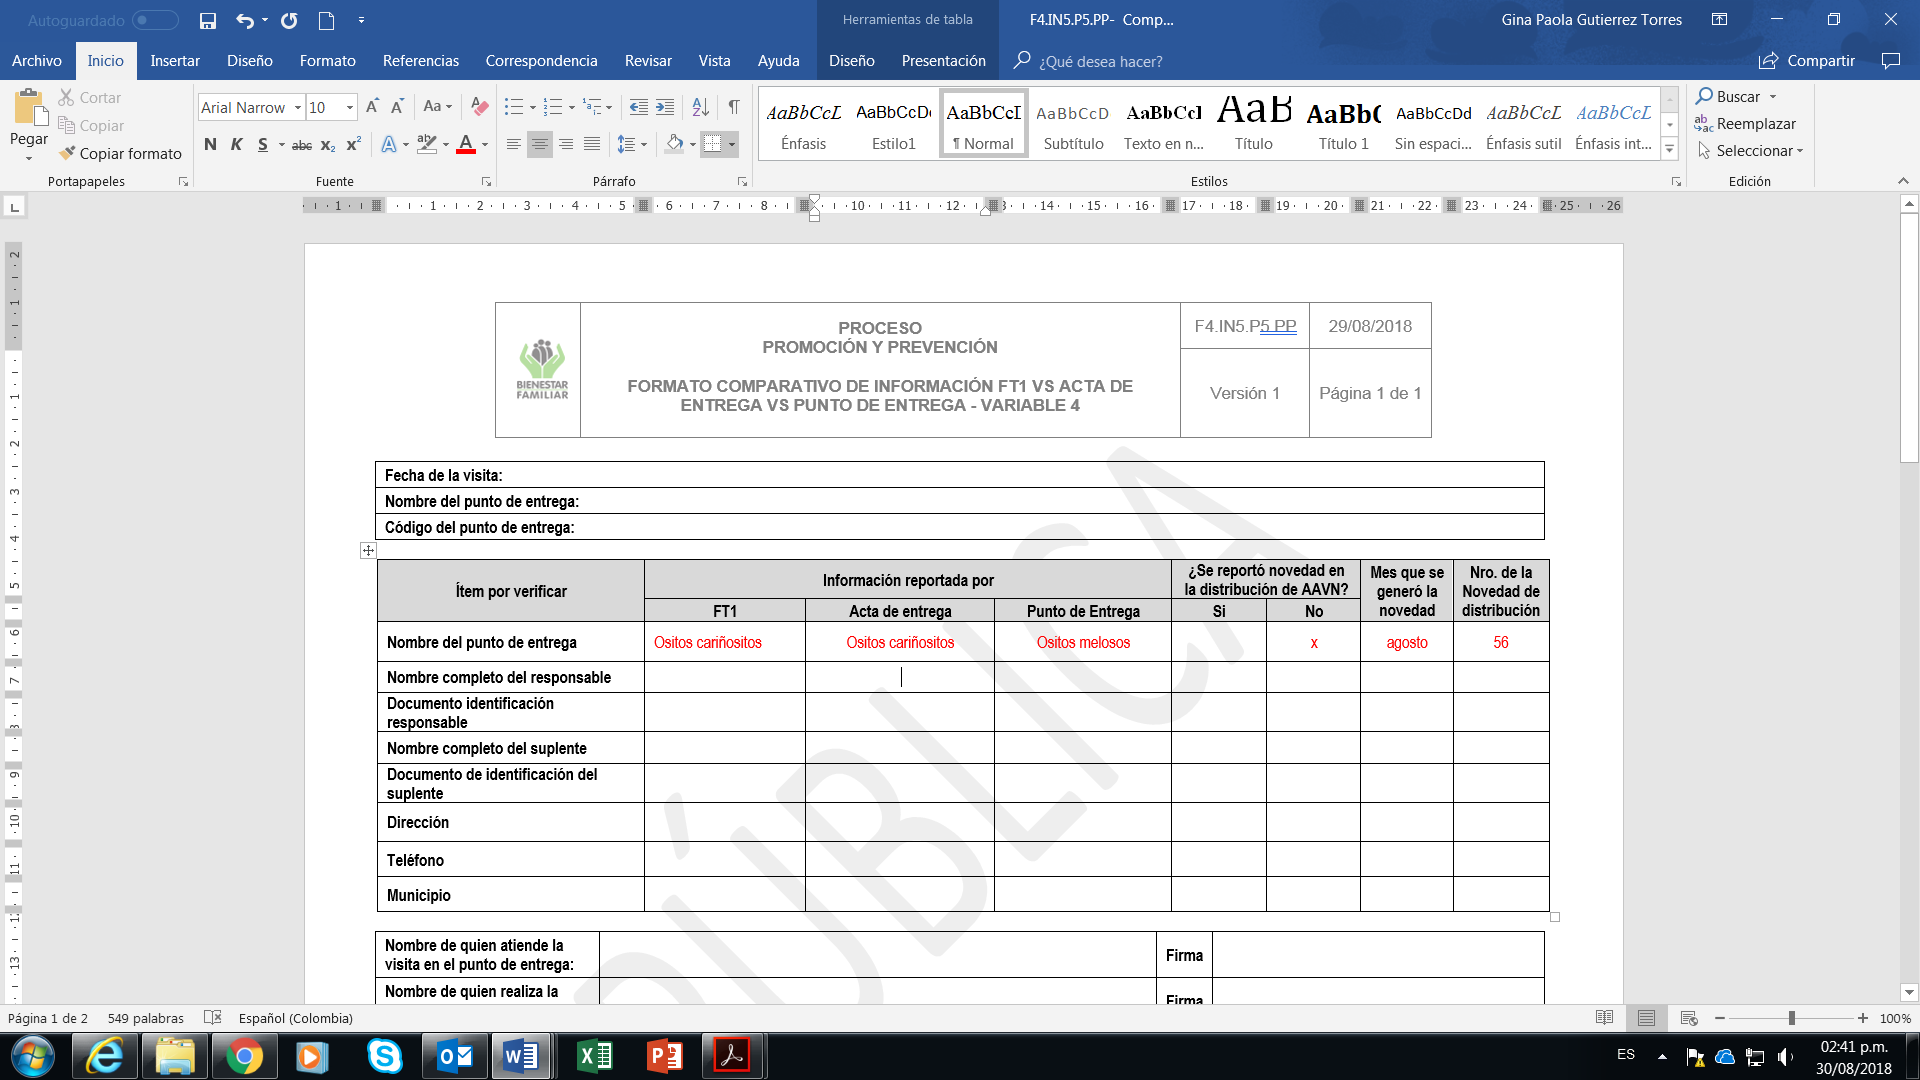 Autoguardado
Herramientas de tabla
F4.IN5.P5.PP-  Comp...
Gina Paola Gutierrez Torres
Archivo Inicio Insertar Diseño Formato Referencias Correspondencia Revisar Vista Ayuda Diseño Presentación ¿Qué desea hacer? Compartir
Pegar
Cortar
Copiar
Copiar formato
Portapapeles
Arial Narrow 10
Fuente
Párrafo
AaBbCcL AaBbCcDc AaBbCcI AaBbCcD AaBbCcI AaB AaBbC AaBbCcDd AaBbCcL AaBbCcL
Énfasis Estilo1 ¶ Normal Subtítulo Texto en n... Título Título 1 Sin espaci... Énfasis sutil Énfasis int...
Estilos
Buscar
Reemplazar
Seleccionar
Edición
PROCESO
PROMOCIÓN Y PREVENCIÓN
FORMATO COMPARATIVO DE INFORMACIÓN FT1 VS ACTA DE
ENTREGA VS PUNTO DE ENTREGA - VARIABLE 4
BIENESTAR
FAMILIAR
F4.IN5.P5.PP
29/08/2018
Versión 1
Página 1 de 1
Fecha de la visita:
Nombre del punto de entrega:
Código del punto de entrega:
Ítem por verificar
Información reportada por
¿Se reportó novedad en
la distribución de AAVN?
Mes que se
generó la
novedad
Nro. de la
Novedad de
distribución
FT1 Acta de entrega Punto de Entrega Si No
Nombre del punto de entrega Ositos cariñositos Ositos cariñositos Ositos melosos x agosto 56
Nombre completo del responsable
Documento identificación
responsable
Nombre completo del suplente
Documento de identificación del
suplente
Dirección
Teléfono
Municipio
PÚBLICA
Nombre de quien atiende la
visita en el punto de entrega:
Firma
Nombre de quien realiza la
Firma
Página 1 de 2 549 palabras Español (Colombia) 100%
ES
02:41 p.m.
30/08/2018